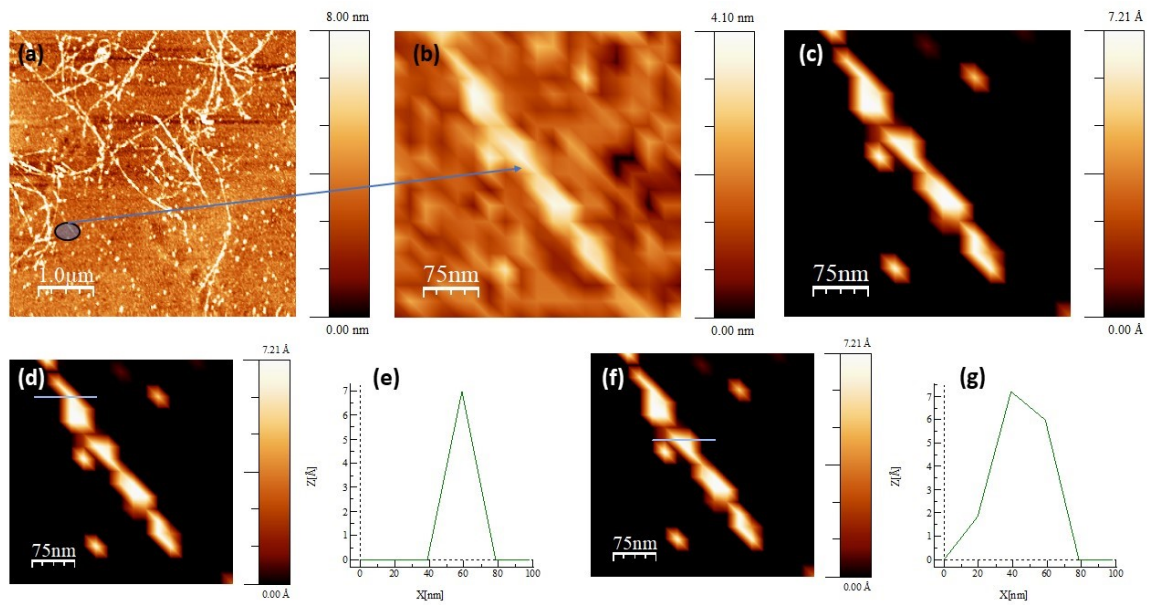 8.00 nm
4.10 nm
7.21 Å
(a)
(b)
(c)
1.0µm
75nm
75nm
0.00 nm
0.00 nm
0.00 Å
7.21 Å
7.21 Å
(d)
(e)
(f)
(g)
Z[Å]
7
6
5
4
3
2
1
0
0 20 40 60 80 100
X[nm]
75nm
0.00 Å
75nm
0.00 Å
Z[Å]
7
6
5
4
3
2
1
0
0 20 40 60 80 100
X[nm]